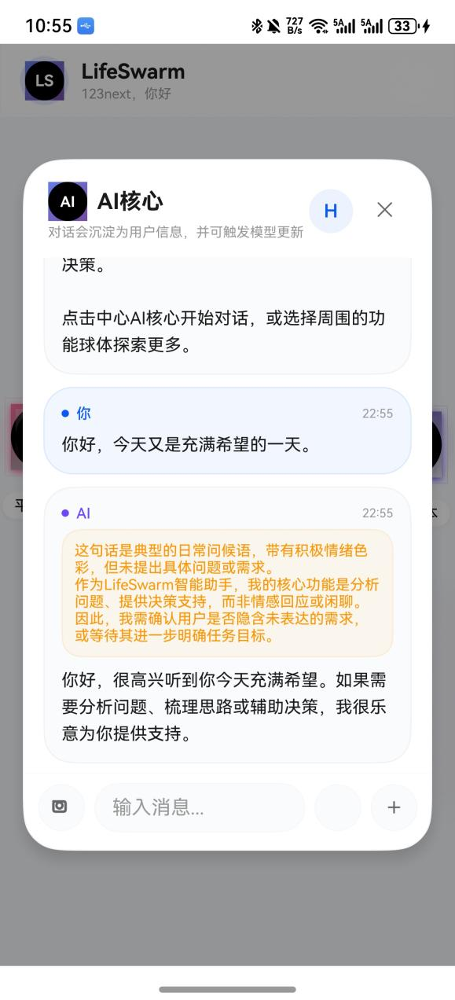 10:55
727 B/s
5A
5A
33
LS
LifeSwarm
123next，你好
AI
AI核心
对话会沉淀为用户信息，并可触发模型更新
H
决策。
点击中心AI核心开始对话，或选择周围的功
能球体探索更多。
你
22:55
你好，今天又是充满希望的一天。
AI
22:55
这句话是典型的日常问候语，带有积极情绪色
彩，但未提出具体问题或需求。
作为LifeSwarm智能助手，我的核心功能是分析
问题、提供决策支持，而非情感回应或闲聊。
因此，我需确认用户是否隐含未表达的需求，
或等待其进一步明确任务目标。
你好，很高兴听到你今天充满希望。如果需
要分析问题、梳理思路或辅助决策，我很乐
意为你提供支持。
输入消息...